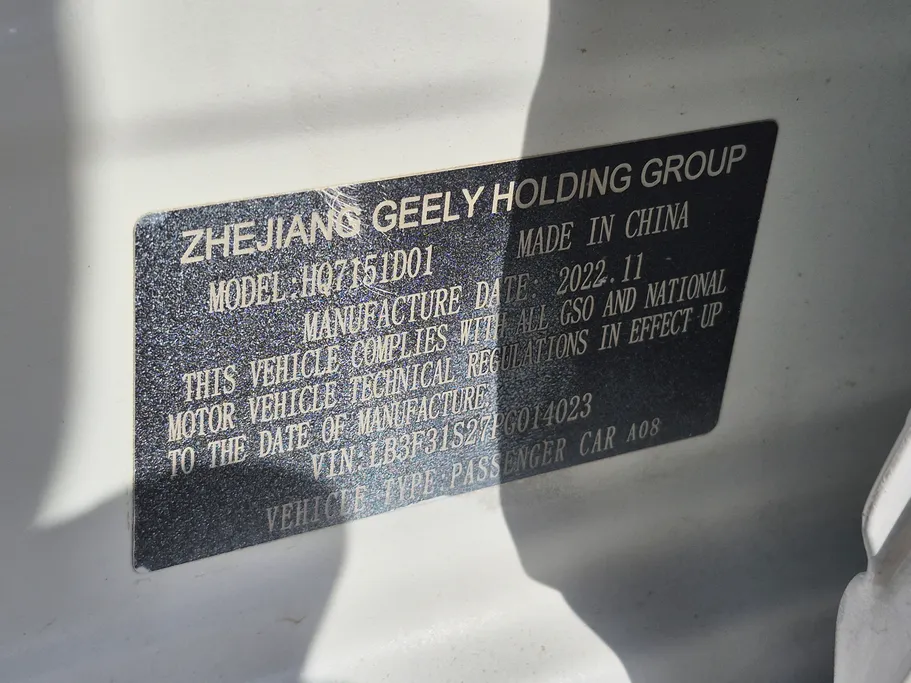 ZHEJIANG GEELY HOLDING GROUP
MODEL:HQ7151D01 MADE IN CHINA
MANUFACTURE DATE: 2022.11
THIS VEHICLE COMPLIES WITH ALL GSO AND NATIONAL
MOTOR VEHICLE TECHNICAL REGULATIONS IN EFFECT UP
TO THE DATE OF MANUFACTURE
VIN:LB3F31S27PG014023
VEHICLE TYPE PASSENGER CAR A08